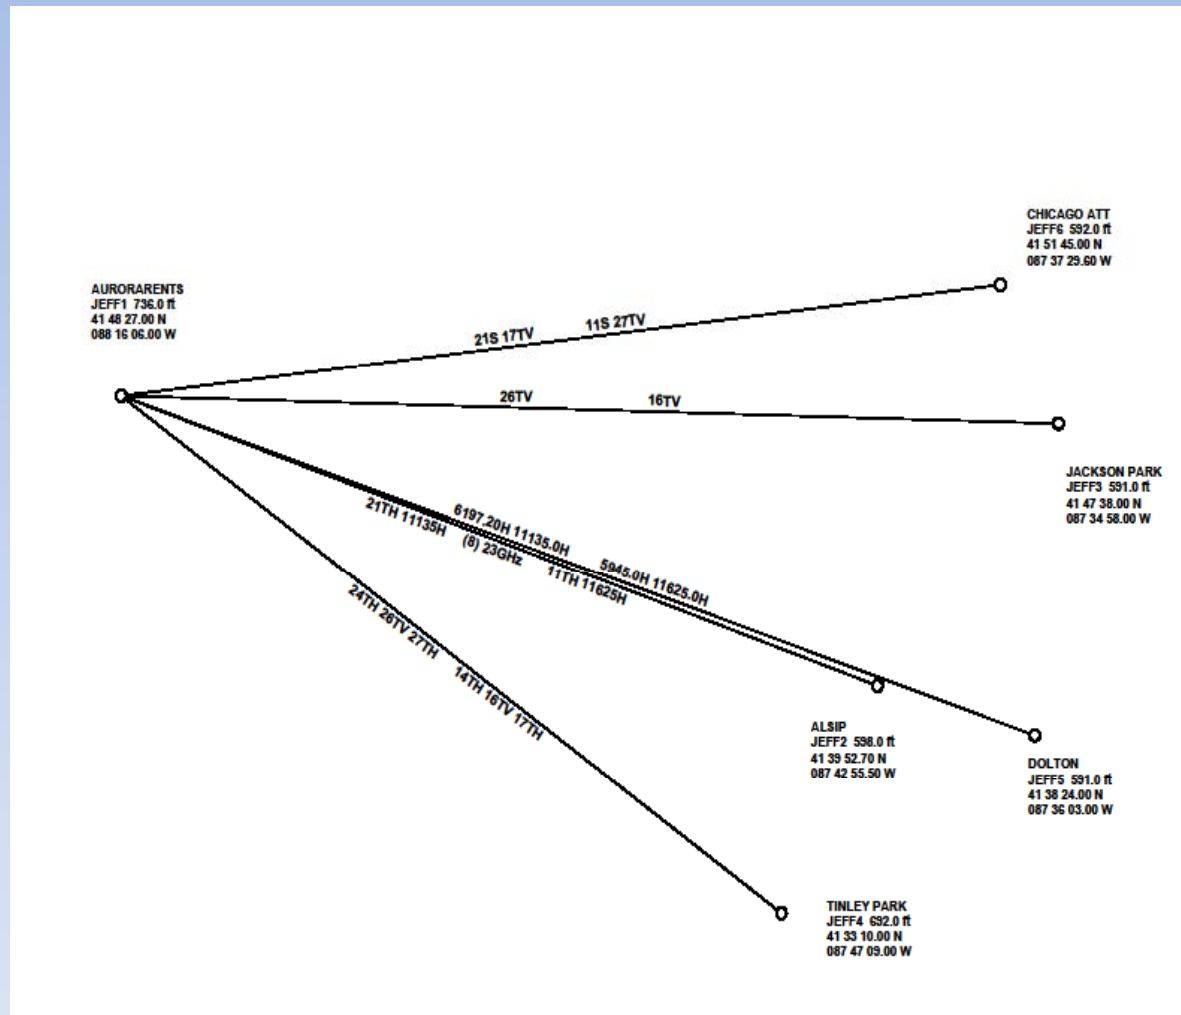 CHICAGO ATT
JEFF6 592.0 ft
41 51 45.00 N
087 37 29.60 W
AURORARENTS
JEFF1 736.0 ft
41 48 27.00 N
088 16 06.00 W
21S 17TV
11S 27TV
26TV
16TV
JACKSON PARK
JEFF3 591.0 ft
41 47 38.00 N
087 34 58.00 W
21TH 11135H
6197.20H 11135.0H
(8) 23GHz
5945.0H 11625.0H
11TH 11625H
24TH 26TV 27TH
14TH 16TV 17TH
ALSIP
JEFF2 598.0 ft
41 39 52.70 N
087 42 55.50 W
DOLTON
JEFF5 591.0 ft
41 38 24.00 N
087 36 03.00 W
TINLEY PARK
JEFF4 692.0 ft
41 33 10.00 N
087 47 09.00 W